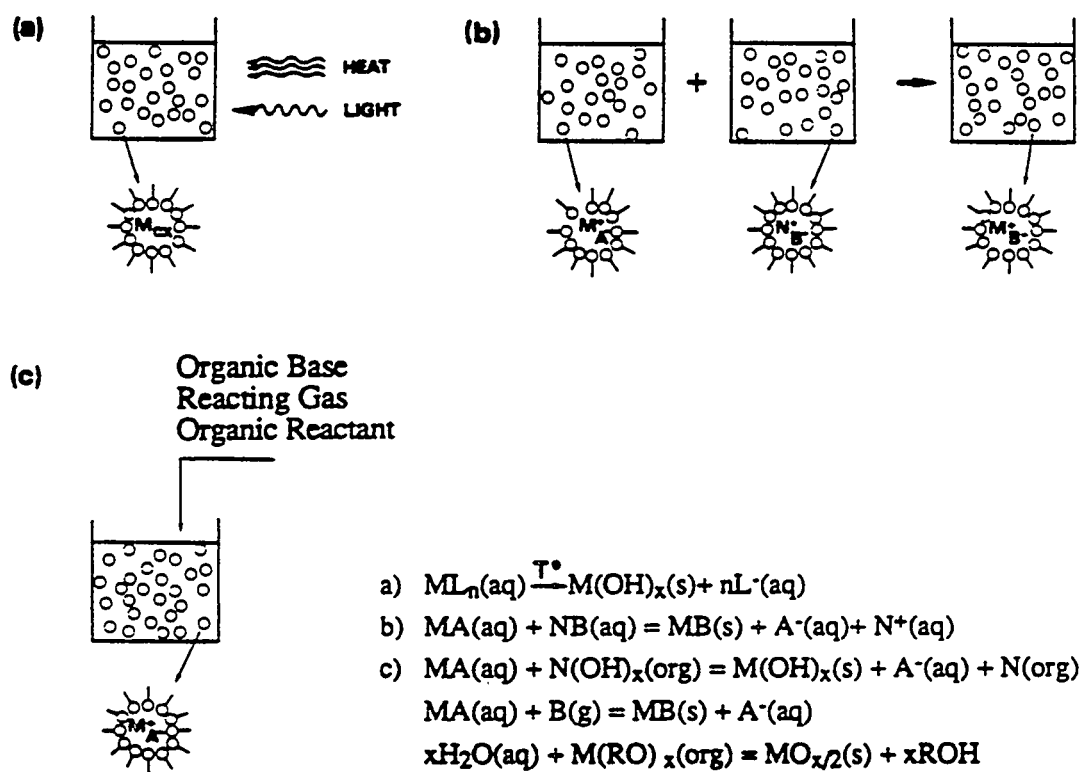 (a)
HEAT
LIGHT
M cx
(b)
+
M+ A-
N+ B-
M+ B-
(c)
Organic Base
Reacting Gas
Organic Reactant
M+ A-
a) MLₙ(aq) —T°→ M(OH)ₓ(s)+ nL⁻(aq)
b) MA(aq) + NB(aq) = MB(s) + A⁻(aq)+ N⁺(aq)
c) MA(aq) + N(OH)ₓ(org) = M(OH)ₓ(s) + A⁻(aq) + N(org)
MA(aq) + B(g) = MB(s) + A⁻(aq)
xH₂O(aq) + M(RO) ₓ(org) = MOₓ/₂(s) + xROH